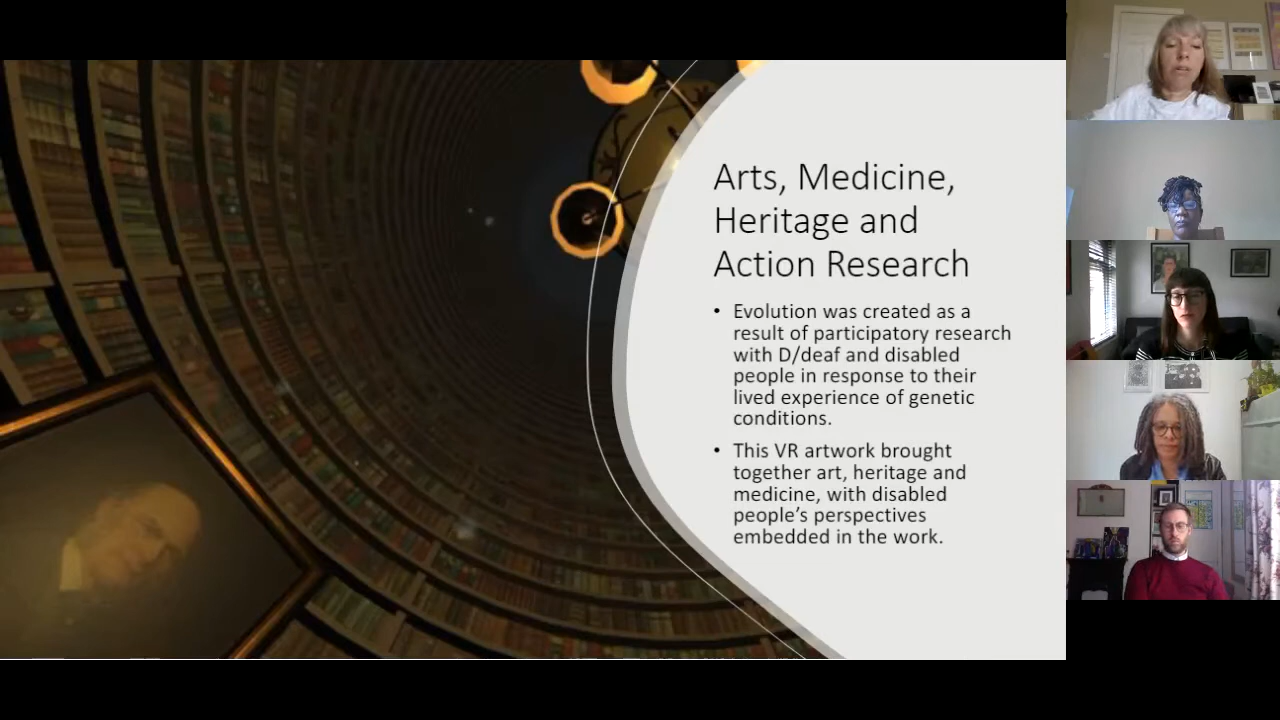 Arts, Medicine,
Heritage and
Action Research
• Evolution was created as a
result of participatory research
with D/deaf and disabled
people in response to their
lived experience of genetic
conditions.
• This VR artwork brought
together art, heritage and
medicine, with disabled
people’s perspectives
embedded in the work.